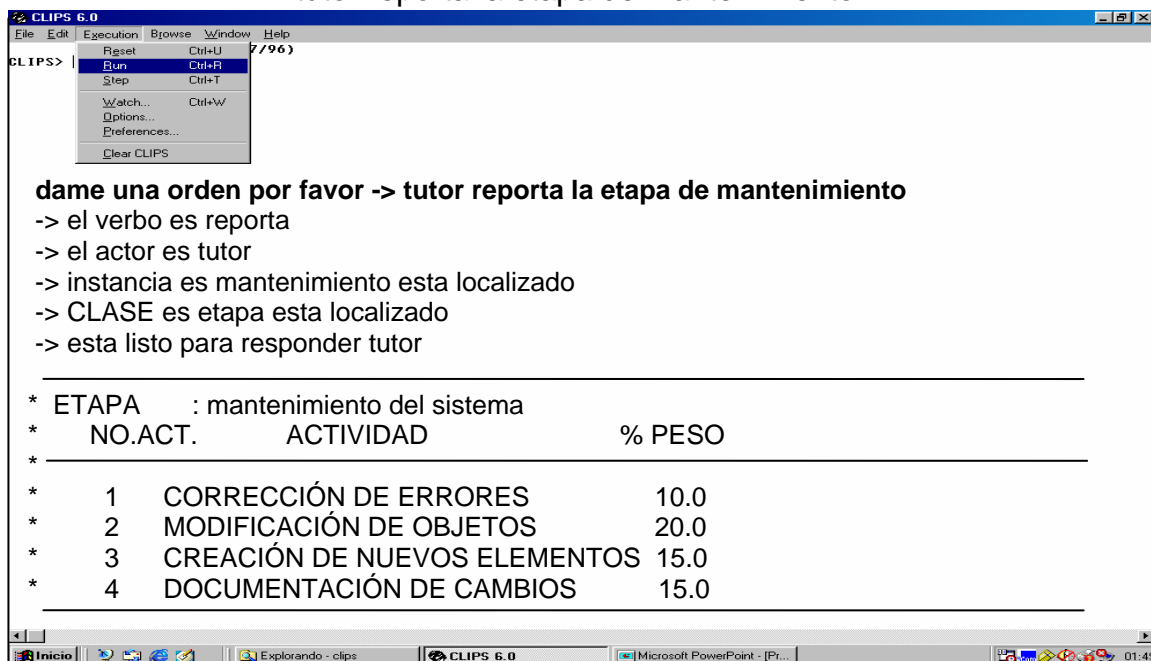 CLIPS 6.0
File Edit Execution Browse Window Help
Reset Ctrl+U 7/96)
CLIPS> Run Ctrl+R
Step Ctrl+T
Watch... Ctrl+W
Options...
Preferences...
Clear CLIPS
dame una orden por favor -> tutor reporta la etapa de mantenimiento
-> el verbo es reporta
-> el actor es tutor
-> instancia es mantenimiento esta localizado
-> CLASE es etapa esta localizado
-> esta listo para responder tutor
* ETAPA : mantenimiento del sistema
* NO.ACT. ACTIVIDAD % PESO
*
* 1 CORRECCIÓN DE ERRORES 10.0
* 2 MODIFICACIÓN DE OBJETOS 20.0
* 3 CREACIÓN DE NUEVOS ELEMENTOS 15.0
* 4 DOCUMENTACIÓN DE CAMBIOS 15.0
Inicio Explorando - clips CLIPS 6.0 Microsoft PowerPoint - [Pr...